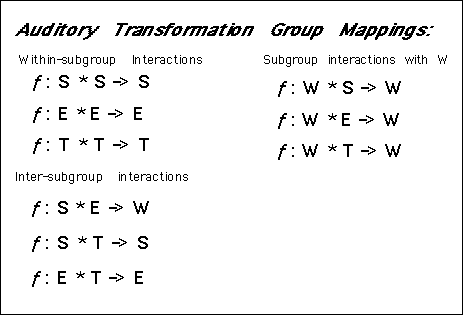 Auditory Transformation Group Mappings:
Within-subgroup Interactions
ƒ: S * S -> S
ƒ: E * E -> E
ƒ: T * T -> T
Inter-subgroup interactions
ƒ: S * E -> W
ƒ: S * T -> S
ƒ: E * T -> E
Subgroup interactions with W
ƒ: W * S -> W
ƒ: W * E -> W
ƒ: W * T -> W